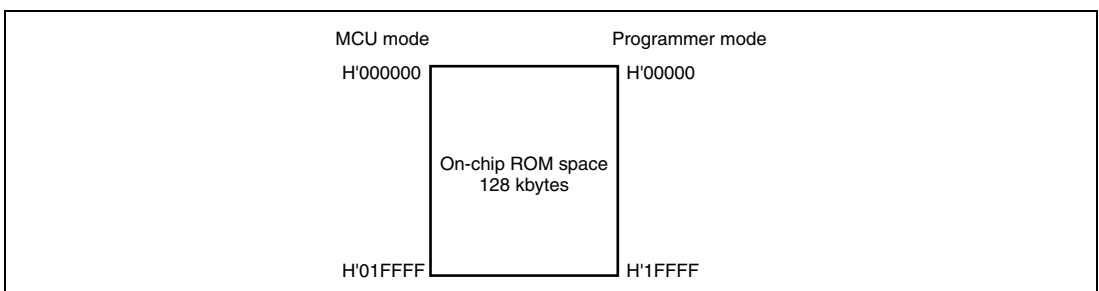 MCU mode Programmer mode
H'000000 H'00000
On-chip ROM space
128 kbytes
H'01FFFF H'1FFFF